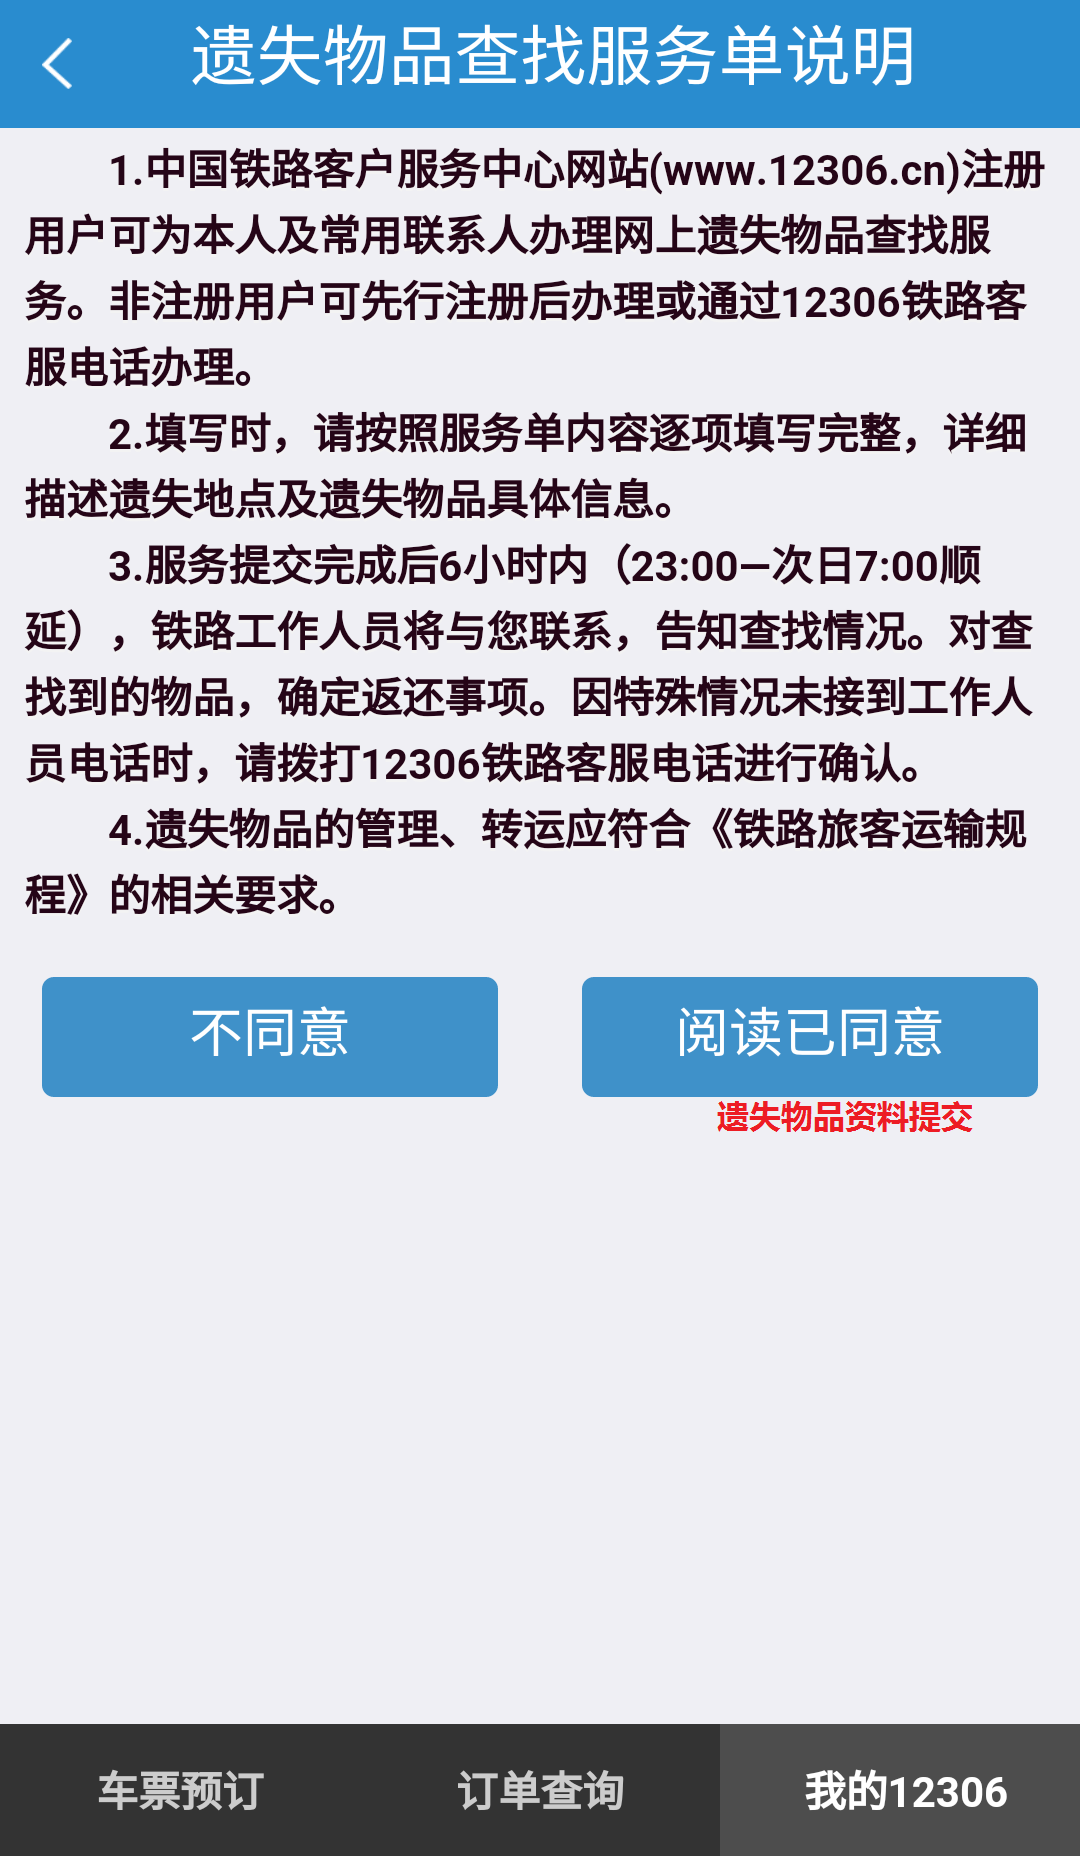 遗失物品查找服务单说明
1.中国铁路客户服务中心网站(www.12306.cn)注册
用户可为本人及常用联系人办理网上遗失物品查找服
务。非注册用户可先行注册后办理或通过12306铁路客
服电话办理。
2.填写时，请按照服务单内容逐项填写完整，详细
描述遗失地点及遗失物品具体信息。
3.服务提交完成后6小时内（23:00—次日7:00顺
延），铁路工作人员将与您联系，告知查找情况。对查
找到的物品，确定返还事项。因特殊情况未接到工作人
员电话时，请拨打12306铁路客服电话进行确认。
4.遗失物品的管理、转运应符合《铁路旅客运输规
程》的相关要求。
不同意
阅读已同意
遗失物品资料提交
车票预订
订单查询
我的12306